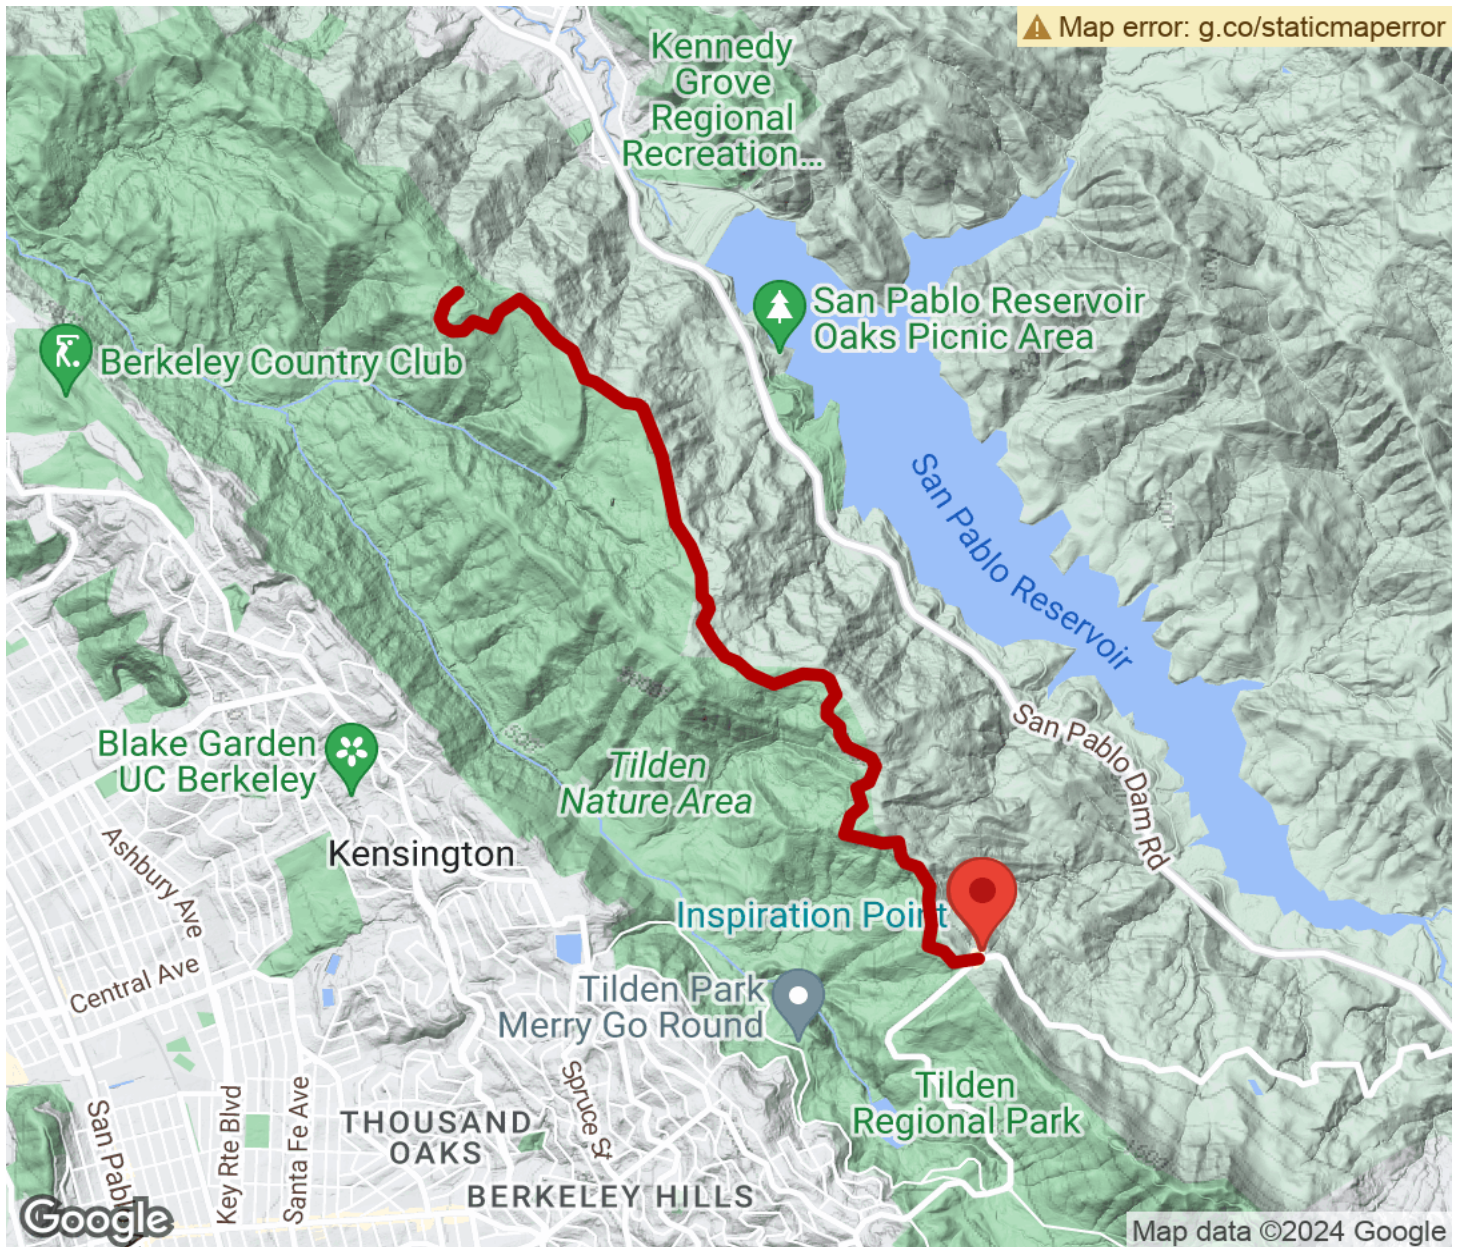 Map error: g.co/staticmaperror
Kennedy
Grove
Regional
Recreation...
San Pablo Reservoir
Oaks Picnic Area
Berkeley Country Club
San Pablo Reservoir
San Pablo Dam Rd
Blake Garden
UC Berkeley
Tilden
Nature Area
Ashbury Ave
Kensington
Inspiration Point
Central Ave
Tilden Park
Merry Go Round
Tilden
Regional Park
Spruce St
Santa Fe Ave
Key Rte Blvd
San Pabl
THOUSAND
OAKS
BERKELEY HILLS
Google
Map data ©2024 Google